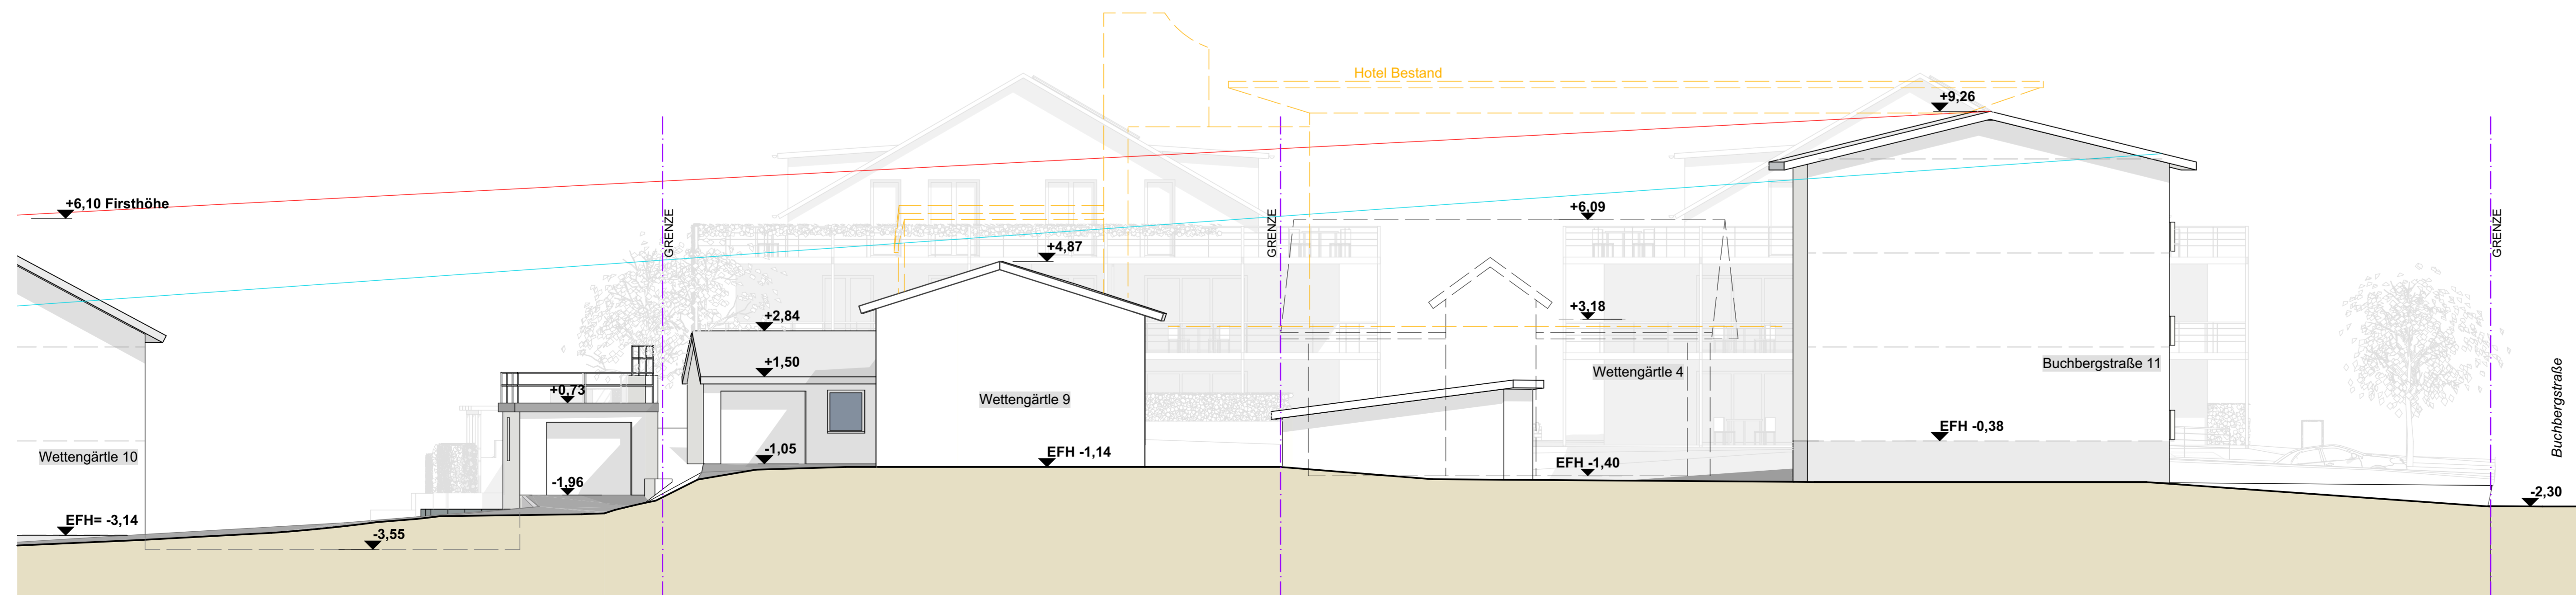 Hotel Bestand
+9,26
+6,10 Firsthöhe
+6,09
GRENZE
GRENZE
GRENZE
+4,87
+3,18
+2,84
+1,50
+0,73
Wettengärtle 4
Buchbergstraße 11
Wettengärtle 9
Buchbergstraße
EFH -0,38
Wettengärtle 10
-1,05
EFH -1,14
EFH -1,40
-1,96
-2,30
EFH= -3,14
-3,55